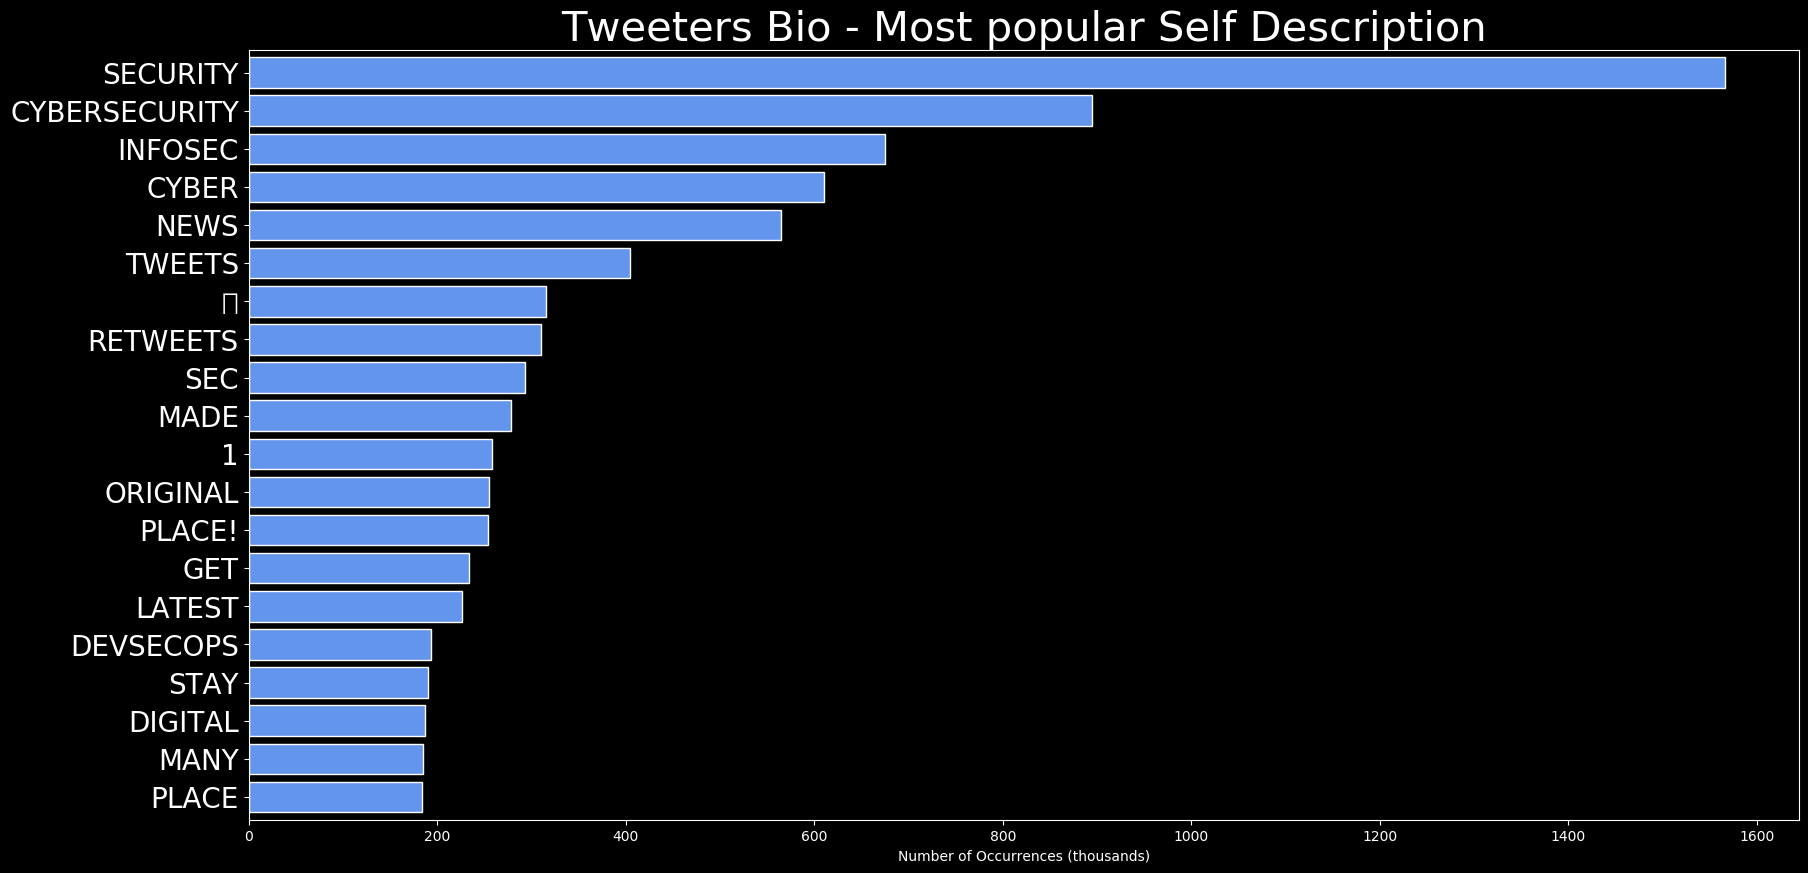 Tweeters Bio - Most popular Self Description
SECURITY
CYBERSECURITY
INFOSEC
CYBER
NEWS
TWEETS
RETWEETS
SEC
MADE
1
ORIGINAL
PLACE!
GET
LATEST
DEVSECOPS
STAY
DIGITAL
MANY
PLACE
0 200 400 600 800 1000 1200 1400 1600
Number of Occurrences (thousands)